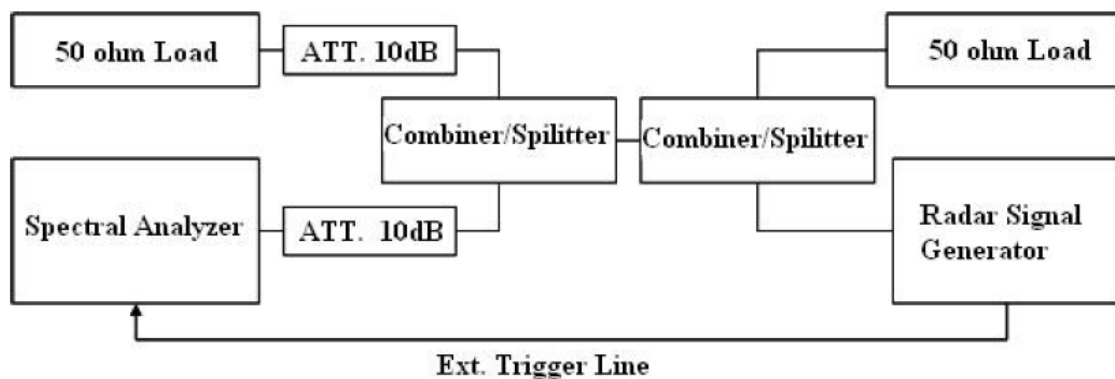 50 ohm Load
ATT. 10dB
50 ohm Load
Combiner/Spilitter
Combiner/Spilitter
Spectral Analyzer
ATT. 10dB
Radar Signal
Generator
Ext. Trigger Line